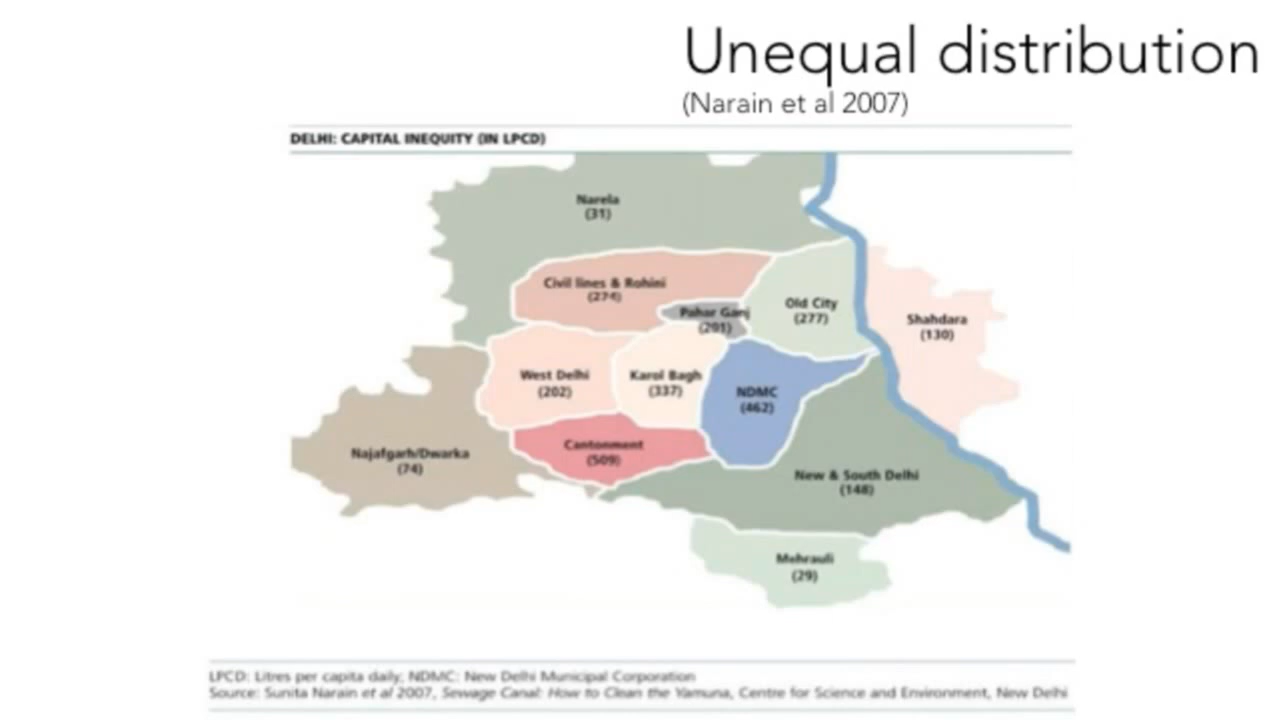 Unequal distribution
(Narain et al 2007)
DELHI: CAPITAL INEQUITY (IN LPCD)
Narela
(31)
Civil lines & Rohini
(274)
Pahar Ganj
(201)
Old City
(277)
Shahdara
(130)
West Delhi
(202)
Karol Bagh
(337)
NDMC
(462)
Cantonment
(509)
Najafgarh/Dwarka
(74)
New & South Delhi
(148)
Mehrauli
(29)
LPCD: Litres per capita daily; NDMC: New Delhi Municipal Corporation
Source: Sunita Narain et al 2007, Sewage Canal: How to Clean the Yamuna, Centre for Science and Environment, New Delhi